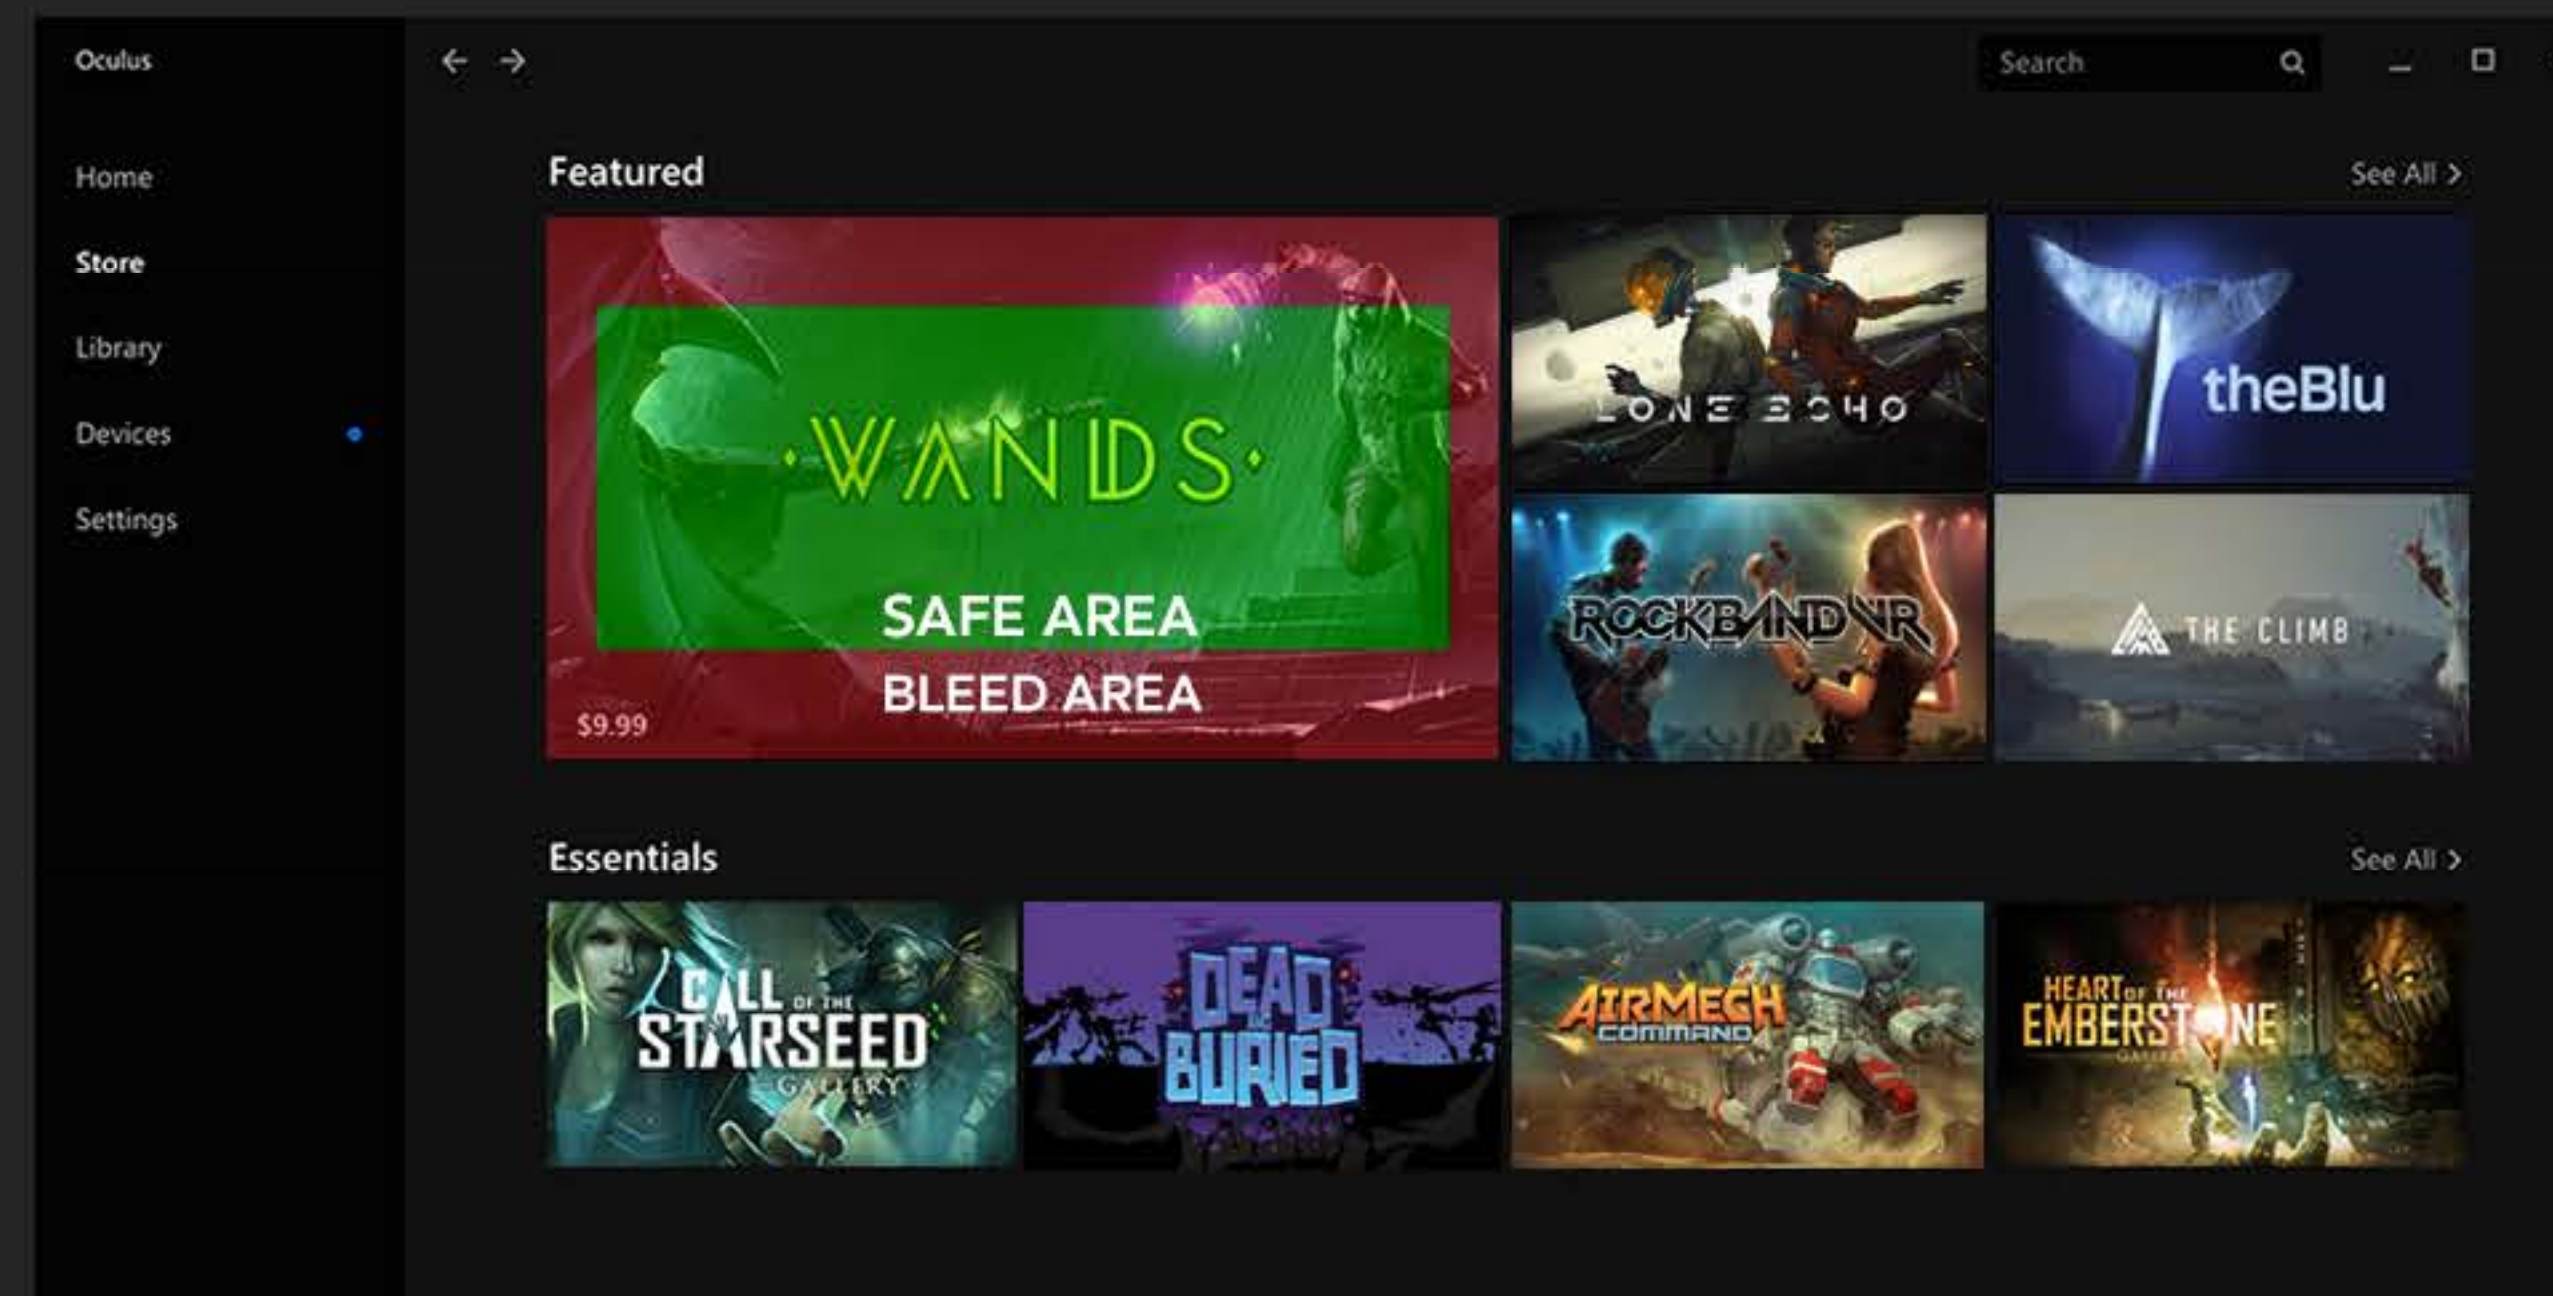 Oculus
Search
Home
Store
Library
Devices
Settings
Featured
See All
WANDS
SAFE AREA
BLEED AREA
$9.99
LONE ECHO
theBlu
ROCKBAND VR
THE CLIMB
Essentials
See All
CALL OF THE
STARSEED
GALLERY
DEAD
BURIED
AIRMECH
COMMAND
HEART OF THE
EMBERSTONE